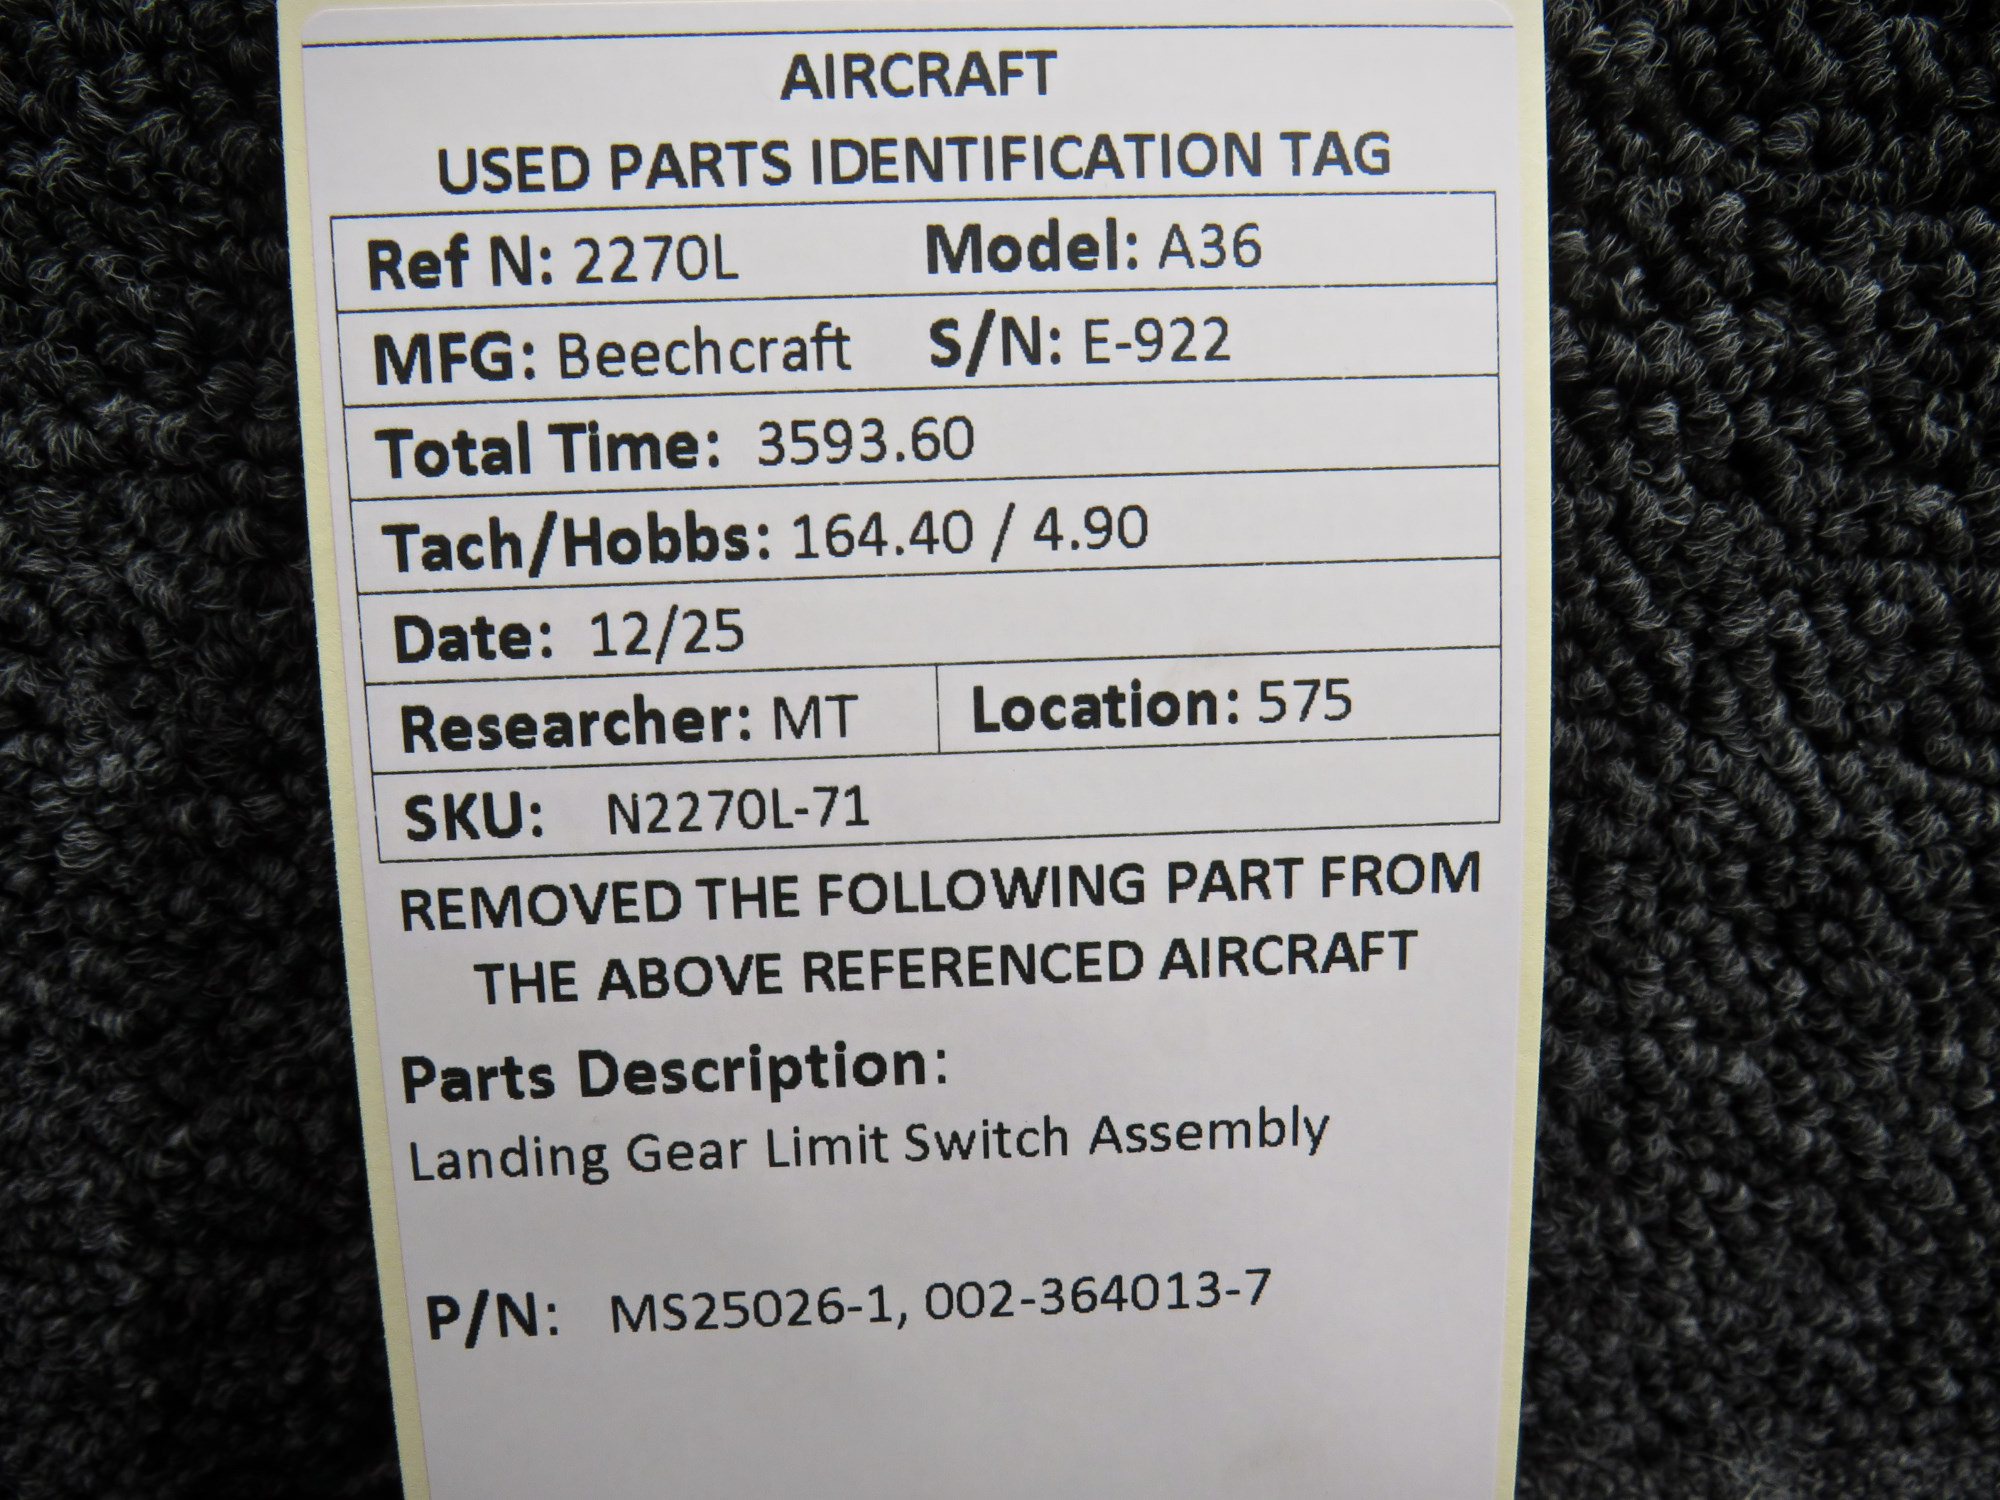 AIRCRAFT
USED PARTS IDENTIFICATION TAG
Ref N: 2270L Model: A36
MFG: Beechcraft S/N: E-922
Total Time: 3593.60
Tach/Hobbs: 164.40 / 4.90
Date: 12/25
Researcher: MT Location: 575
SKU: N2270L-71
REMOVED THE FOLLOWING PART FROM
THE ABOVE REFERENCED AIRCRAFT
Parts Description:
Landing Gear Limit Switch Assembly
P/N: MS25026-1, 002-364013-7